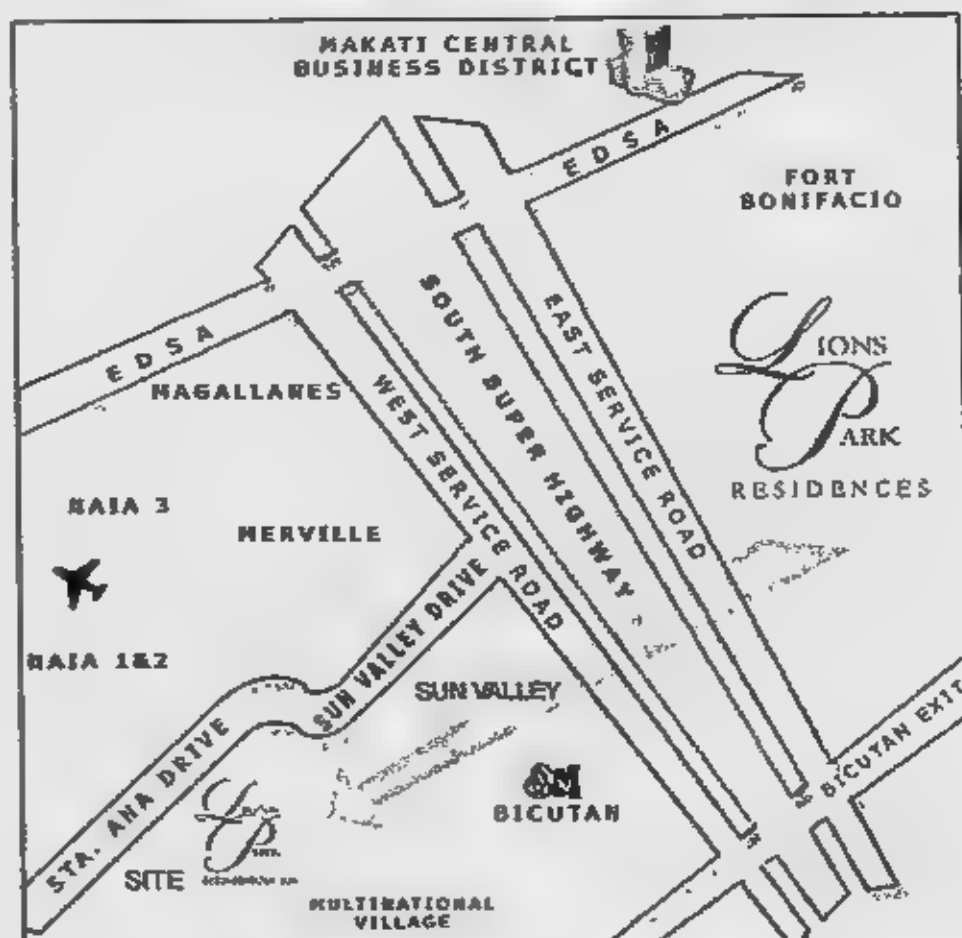 MAKATI CENTRAL
BUSINESS DISTRICT
EDSA
FORT
BONIFACIO
LIONS
PARK
RESIDENCES
EAST SERVICE ROAD
SOUTH SUPER HIGHWAY
WEST SERVICE ROAD
EDSA
MAGALLANES
NAIA 3
MERVILLE
NAIA 1&2
SUN VALLEY DRIVE
SUN VALLEY
STA. ANA DRIVE
SM
BICUTAN
BICUTAN EXIT
SITE
MULTINATIONAL
VILLAGE